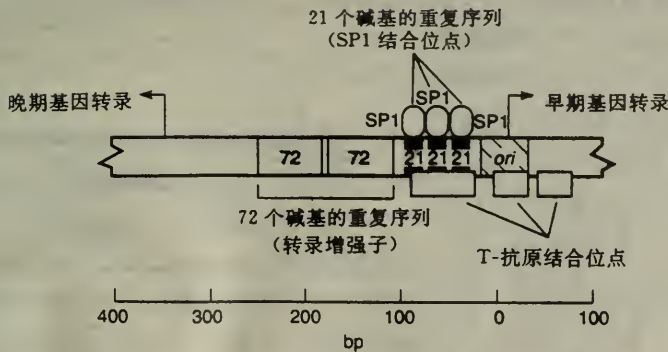 21 个碱基的重复序列
(SP1 结合位点)
SP1
SP1
SP1
晚期基因转录
早期基因转录
72
72
21
21
21
ori
72 个碱基的重复序列
(转录增强子)
T-抗原结合位点
400
300
200
100
0
100
bp